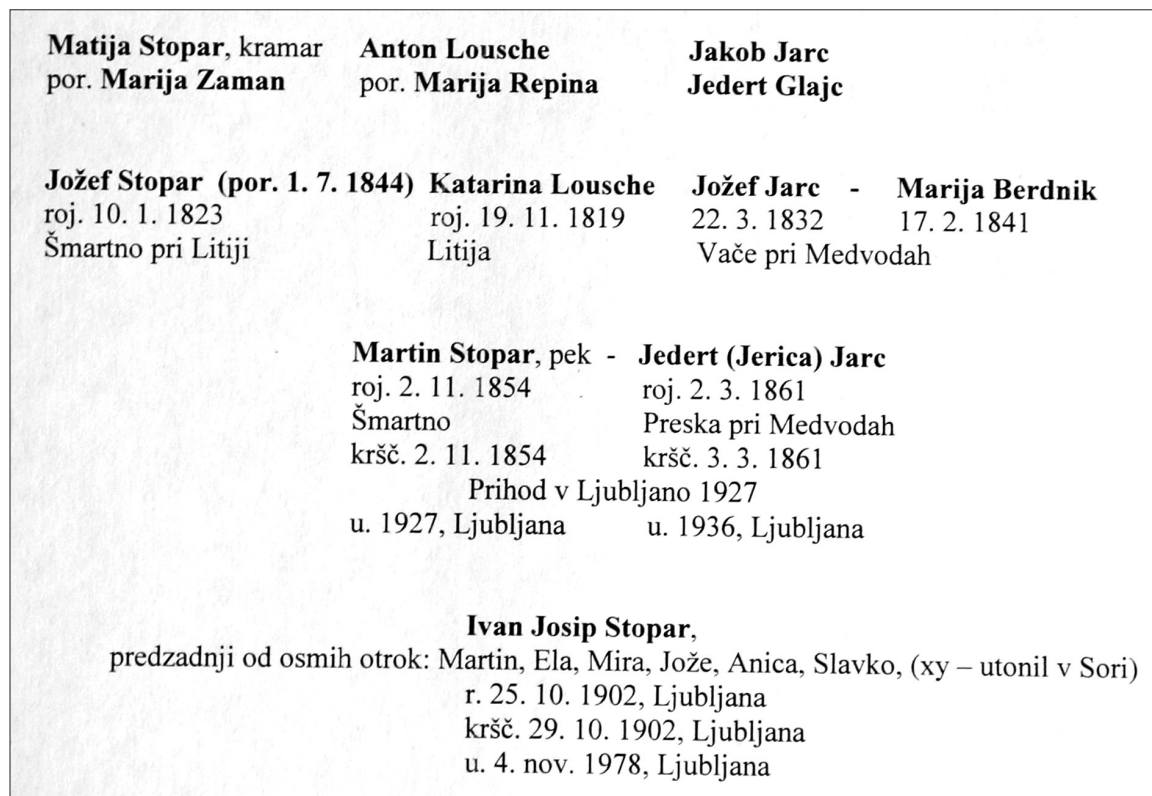 Matija Stopar, kramar Anton Lousche Jakob Jarc
por. Marija Zaman por. Marija Repina Jedert Glajc
Jožef Stopar (por. 1. 7. 1844) Katarina Lousche Jožef Jarc - Marija Berdnik
roj. 10. 1. 1823 roj. 19. 11. 1819 22. 3. 1832 17. 2. 1841
Šmartno pri Litiji Litija Vače pri Medvodah
Martin Stopar, pek - Jedert (Jerica) Jarc
roj. 2. 11. 1854 roj. 2. 3. 1861
Šmartno Preska pri Medvodah
kršč. 2. 11. 1854 kršč. 3. 3. 1861
Prihod v Ljubljano 1927
u. 1927, Ljubljana u. 1936, Ljubljana
Ivan Josip Stopar,
predzadnji od osmih otrok: Martin, Ela, Mira, Jože, Anica, Slavko, (xy – utonil v Sori)
r. 25. 10. 1902, Ljubljana
kršč. 29. 10. 1902, Ljubljana
u. 4. nov. 1978, Ljubljana